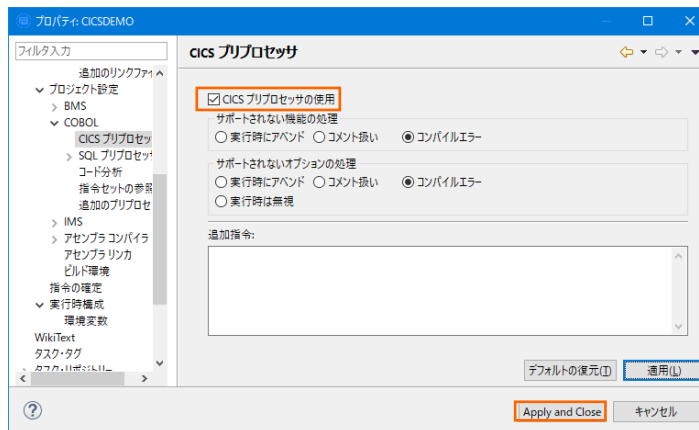 プロパティ: CICSDEMO
フィルタ入力
追加のリンクファイ
プロジェクト設定
BMS
COBOL
CICS プリプロセッ
SQL プリプロセッ
コード分析
指令セットの参照
追加のプリプロセ
IMS
アセンブラ コンパイラ
アセンブラ リンカ
ビルド環境
指令の確定
実行時構成
環境変数
WikiText
タスク・タグ
タスク・リポジトリー
CICS プリプロセッサ
CICS プリプロセッサの使用
サポートされない機能の処理
実行時にアベンド コメント扱い コンパイルエラー
サポートされないオプションの処理
実行時にアベンド コメント扱い コンパイルエラー
実行時は無視
追加指令:
デフォルトの復元(T) 適用(L)
? Apply and Close キャンセル